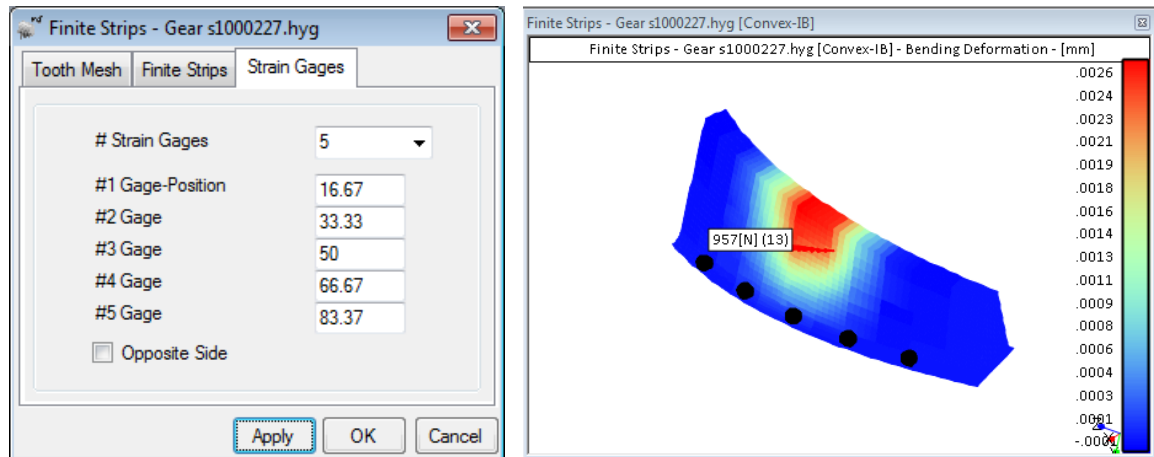 Finite Strips - Gear s1000227.hyg
Tooth Mesh Finite Strips Strain Gages
# Strain Gages 5
#1 Gage-Position 16.67
#2 Gage 33.33
#3 Gage 50
#4 Gage 66.67
#5 Gage 83.37
Opposite Side
Apply OK Cancel
Finite Strips - Gear s1000227.hyg [Convex-IB]
Finite Strips - Gear s1000227.hyg [Convex-IB] - Bending Deformation - [mm]
.0026
.0024
.0023
.0021
.0019
.0018
.0016
.0014
.0013
.0011
.0009
.0008
.0006
.0004
.0003
.0001
-.0001
957[N] (13)